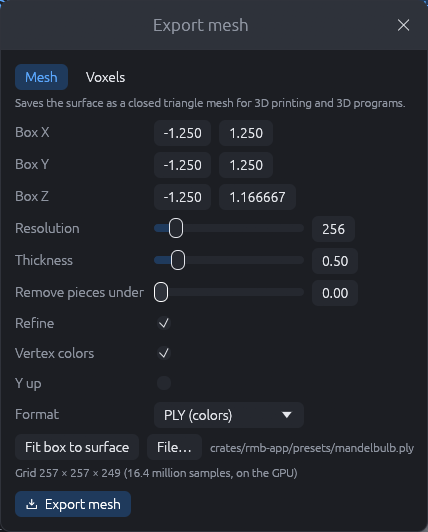 Export mesh
Mesh Voxels
Saves the surface as a closed triangle mesh for 3D printing and 3D programs.
Box X -1.250 1.250
Box Y -1.250 1.250
Box Z -1.250 1.166667
Resolution 256
Thickness 0.50
Remove pieces under 0.00
Refine
Vertex colors
Y up
Format PLY (colors)
Fit box to surface File... crates/rmb-app/presets/mandelbulb.ply
Grid 257 × 257 × 249 (16.4 million samples, on the GPU)
Export mesh